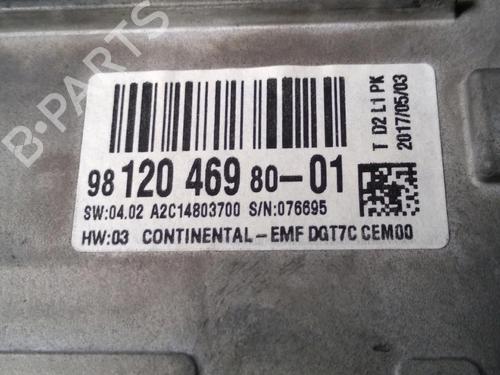 B-PARTS
98 120 469 80-01
SW:04.02 A2C14803700 S/N:076695
HW:03 CONTINENTAL-EMF DGT7C CEM00
T D2 L1 PK
2017/05/03